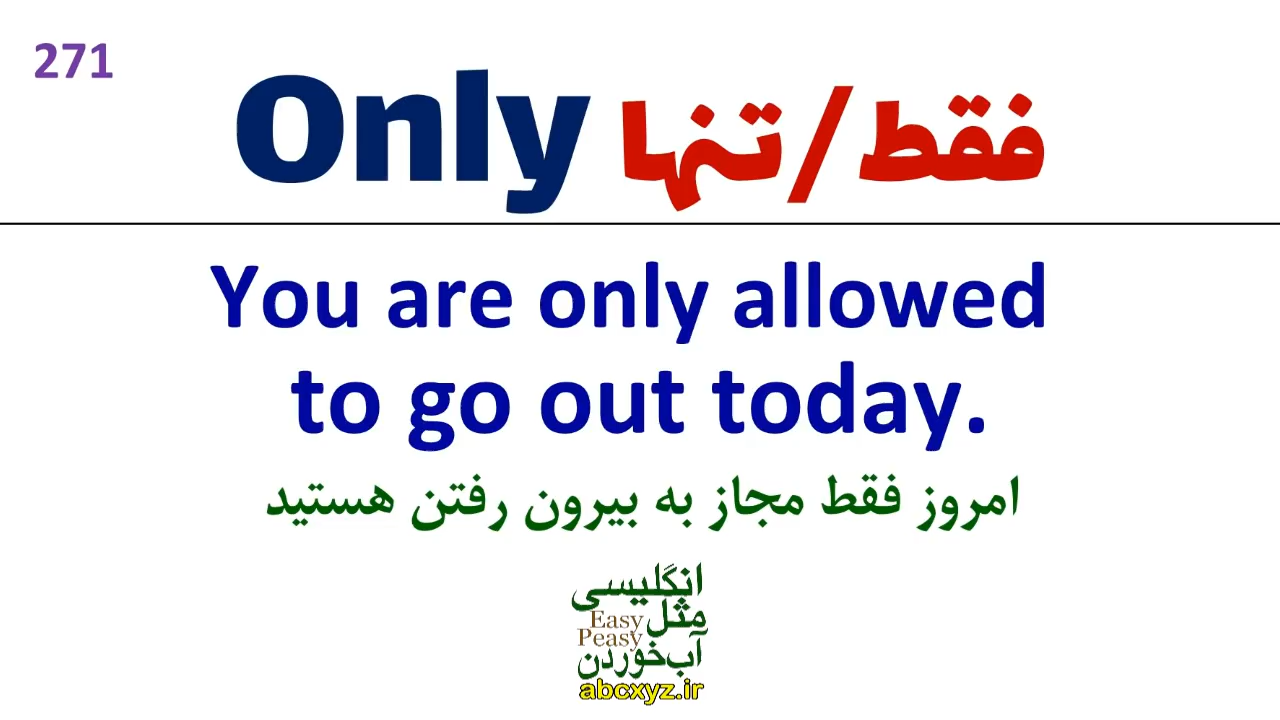 271
Only فقط/تنها
You are only allowed
to go out today.
امروز فقط مجاز به بیرون رفتن هستید
انگلیسی
مثل Easy
Peasy
آب‌خوردن
abcxyz.ir